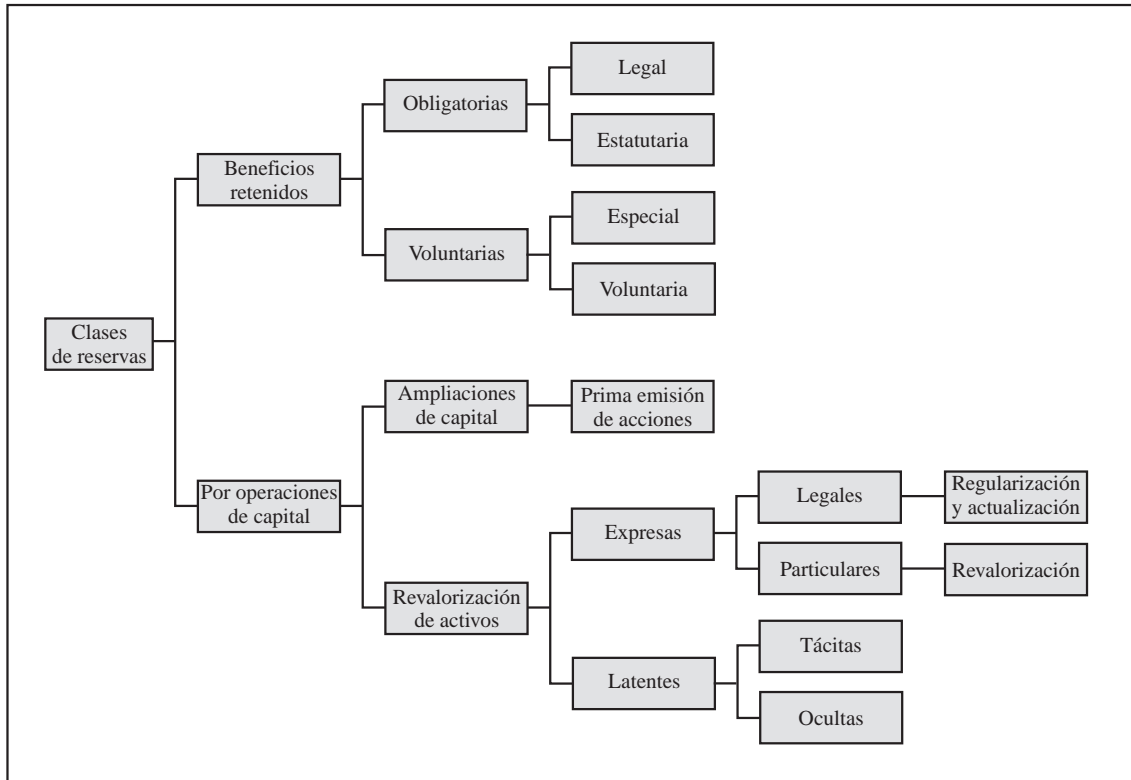 Clases
de reservas
Beneficios
retenidos
Obligatorias
Legal
Estatutaria
Voluntarias
Especial
Voluntaria
Por operaciones
de capital
Ampliaciones
de capital
Prima emisión
de acciones
Revalorización
de activos
Expresas
Legales
Regularización
y actualización
Particulares
Revalorización
Latentes
Tácitas
Ocultas